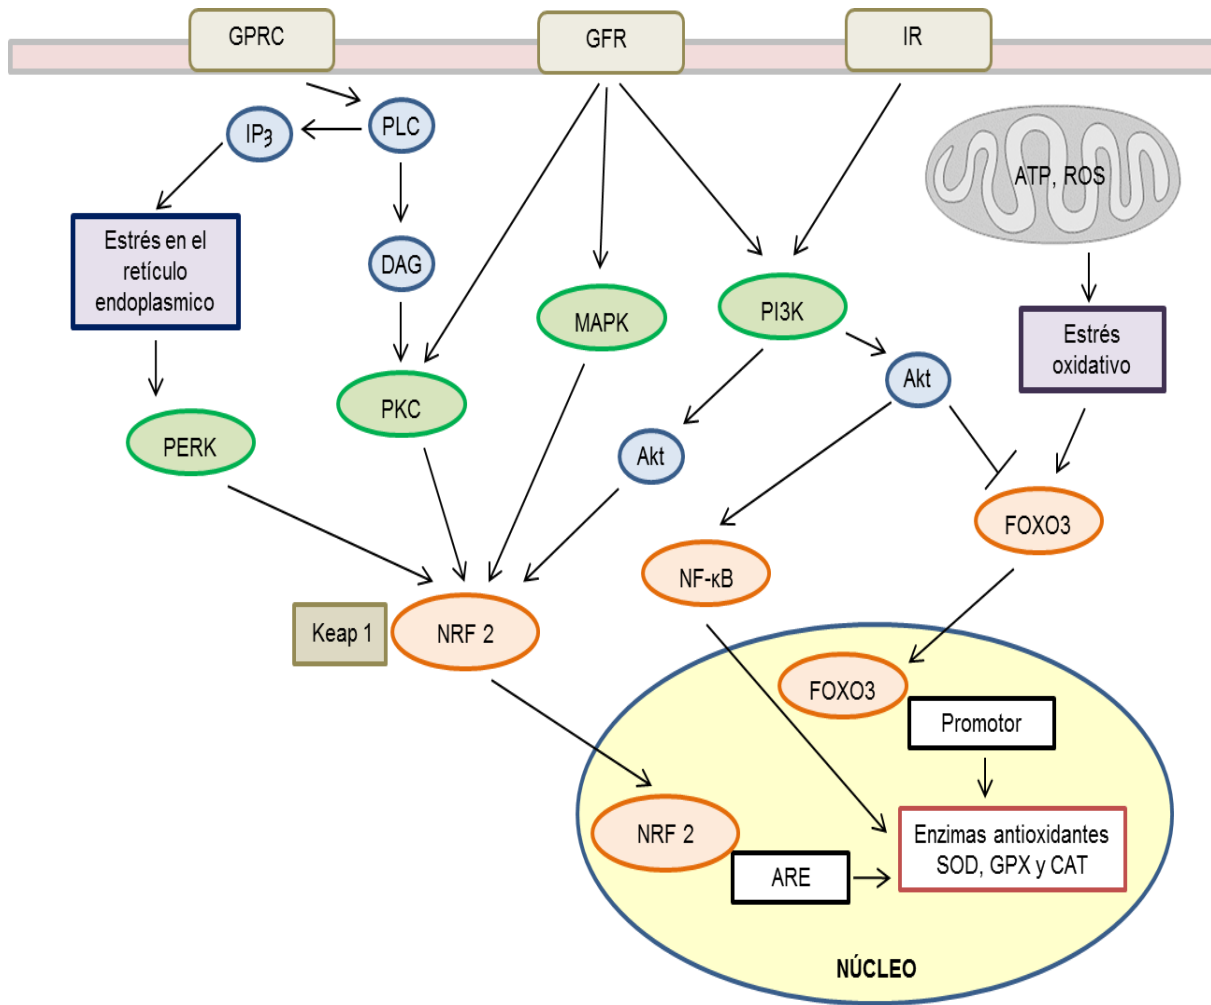 GPRC
GFR
IR
IP3
PLC
ATP, ROS
Estrés en el
retículo
endoplasmico
DAG
MAPK
PI3K
Estrés
oxidativo
Akt
PKC
PERK
Akt
FOXO3
NF-κB
Keap 1
NRF 2
FOXO3
Promotor
NRF 2
Enzimas antioxidantes
SOD, GPX y CAT
ARE
NÚCLEO